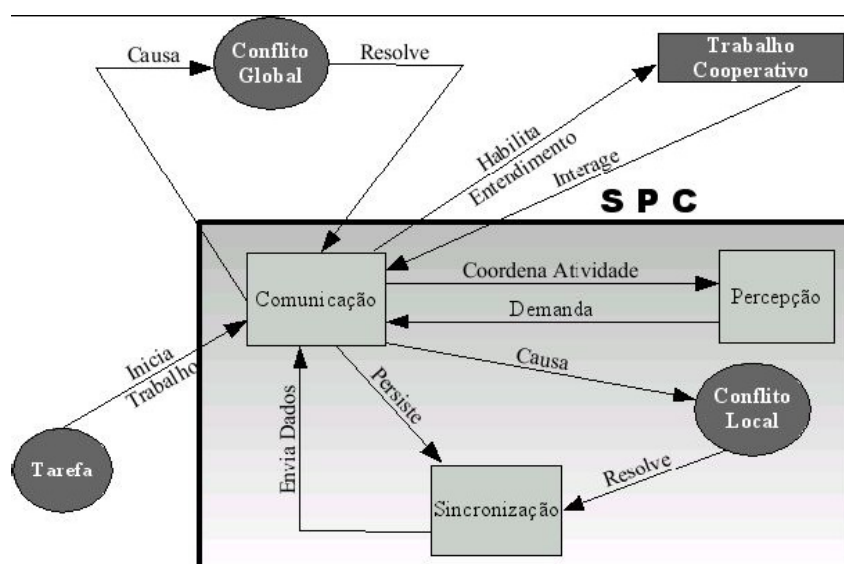 Causa
Conflito
Global
Resolve
Trabalho
Cooperativo
Habilita
Entendimento
Interage
S P C
Comunicação
Coordena Atividade
Percepção
Demanda
Inicia
Trabalho
Causa
Persiste
Envia Dados
Conflito
Local
Tarefa
Resolve
Sincronização